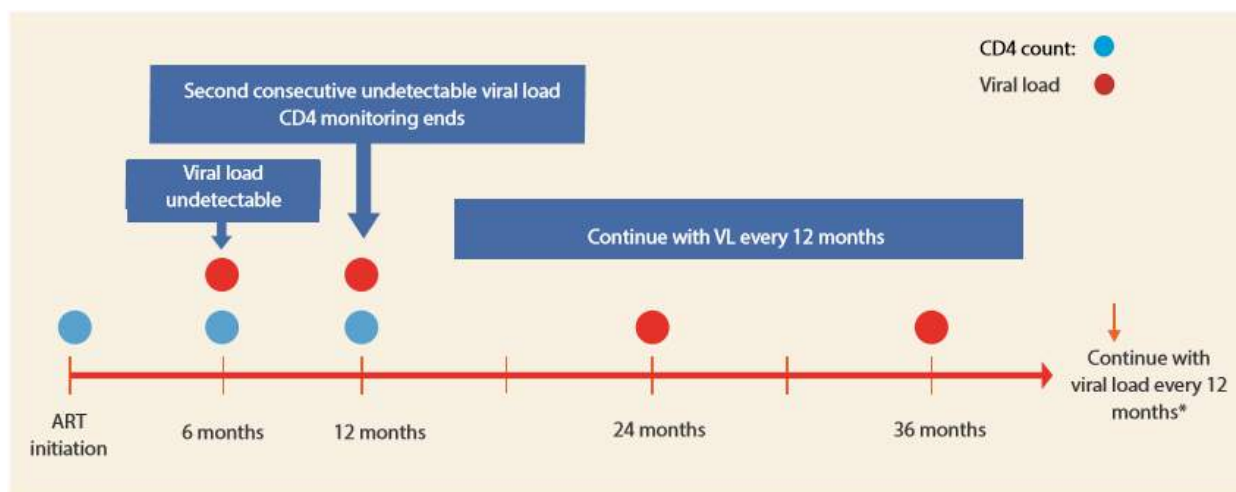 CD4 count:
Viral load
Second consecutive undetectable viral load
CD4 monitoring ends
Viral load
undetectable
Continue with VL every 12 months
ART
initiation
6 months
12 months
24 months
36 months
Continue with
viral load every 12
months*